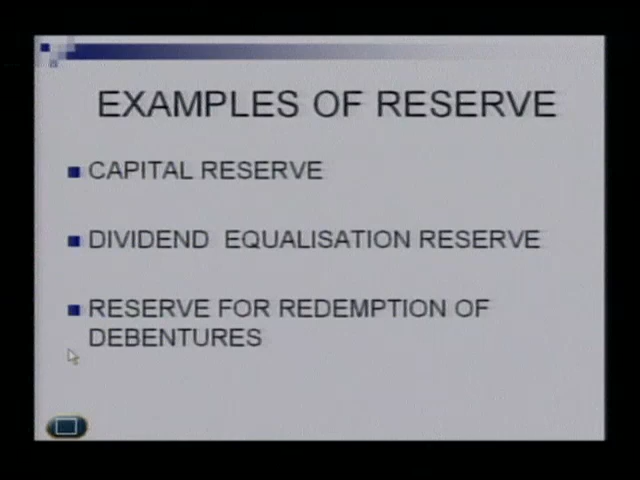 EXAMPLES OF RESERVE
CAPITAL RESERVE
DIVIDEND EQUALISATION RESERVE
RESERVE FOR REDEMPTION OF
DEBENTURES